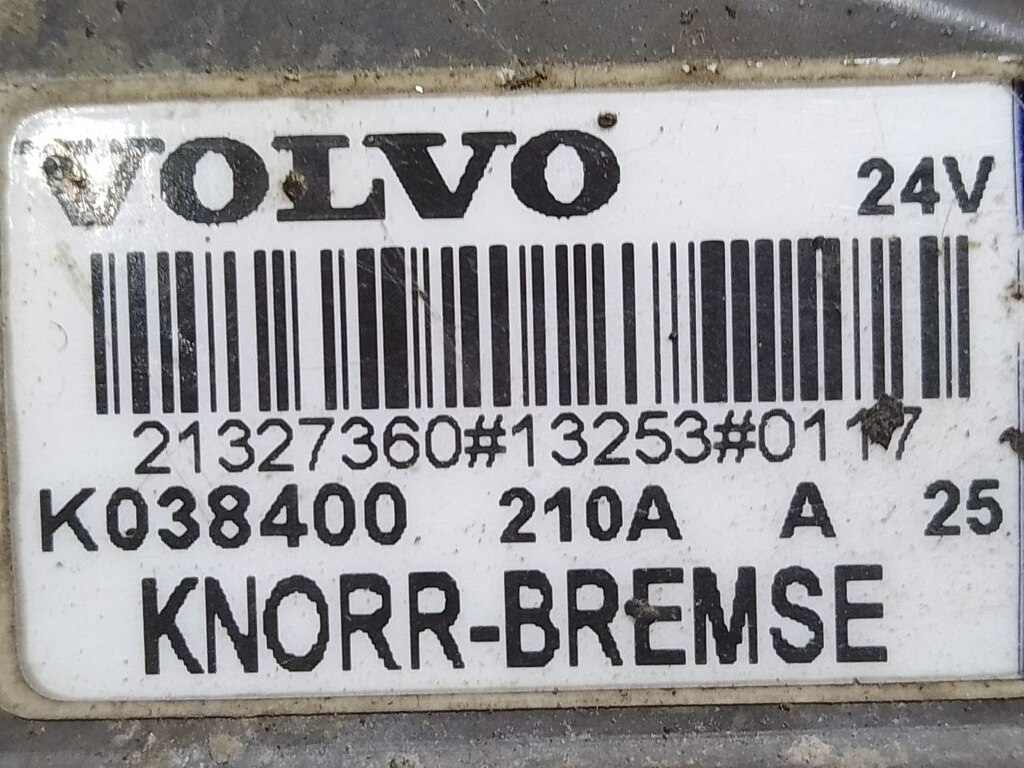 VOLVO 24V
21327360#13253#0117
K038400 210A A 25
KNORR-BREMSE